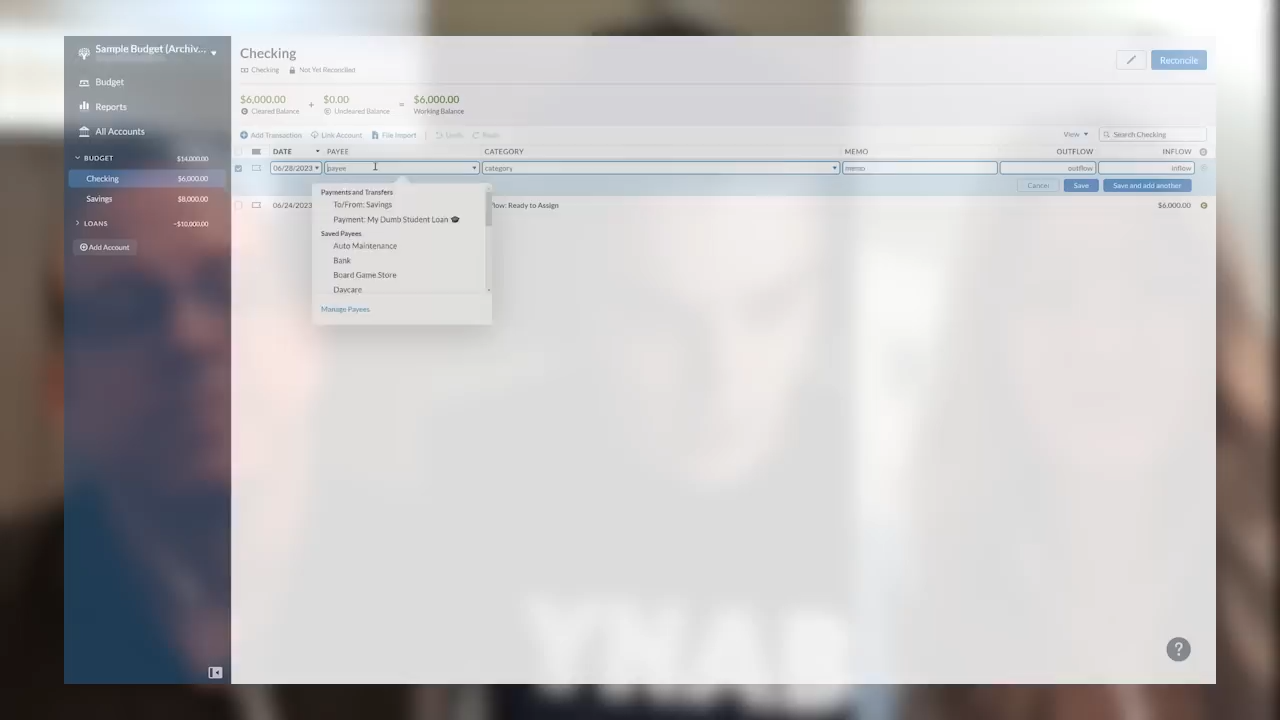 Sample Budget (Archiv...
Budget
Reports
All Accounts
BUDGET $14,000.00
Checking $6,000.00
Savings $8,000.00
LOANS -$10,000.00
Add Account
Checking
Checking Not Yet Reconciled
Reconcile
$6,000.00 + $0.00 = $6,000.00
Cleared Balance Uncleared Balance Working Balance
Add Transaction Link Account File Import Undo Redo View Search Checking
DATE PAYEE CATEGORY MEMO OUTFLOW INFLOW
06/28/2023 payee category memo outflow inflow
Cancel Save Save and add another
06/24/2023 flow: Ready to Assign $6,000.00
Payments and Transfers
To/From: Savings
Payment: My Dumb Student Loan
Saved Payees
Auto Maintenance
Bank
Board Game Store
Daycare
Manage Payees
?
YNAB